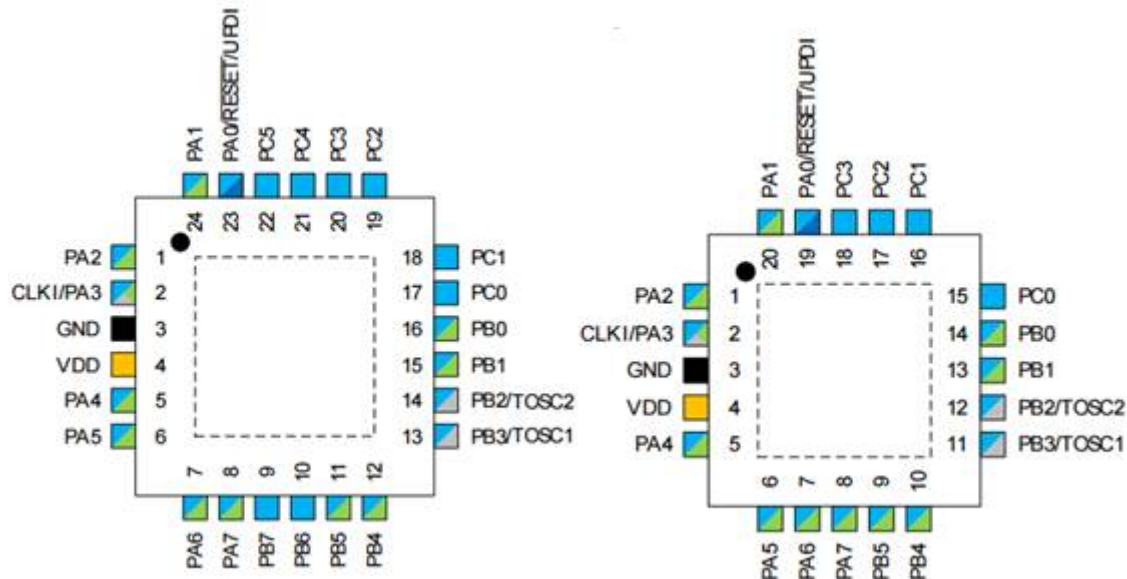 PA1
PA0/RESET/UPDI
PC5
PC4
PC3
PC2
24
23
22
21
20
19
PA2 1
CLKI/PA3 2
GND 3
VDD 4
PA4 5
PA5 6
18 PC1
17 PC0
16 PB0
15 PB1
14 PB2/TOSC2
13 PB3/TOSC1
7
8
9
10
11
12
PA6
PA7
PB7
PB6
PB5
PB4
PA1
PA0/RESET/UPDI
PC3
PC2
PC1
20
19
18
17
16
PA2 1
CLKI/PA3 2
GND 3
VDD 4
PA4 5
15 PC0
14 PB0
13 PB1
12 PB2/TOSC2
11 PB3/TOSC1
6
7
8
9
10
PA5
PA6
PA7
PB5
PB4